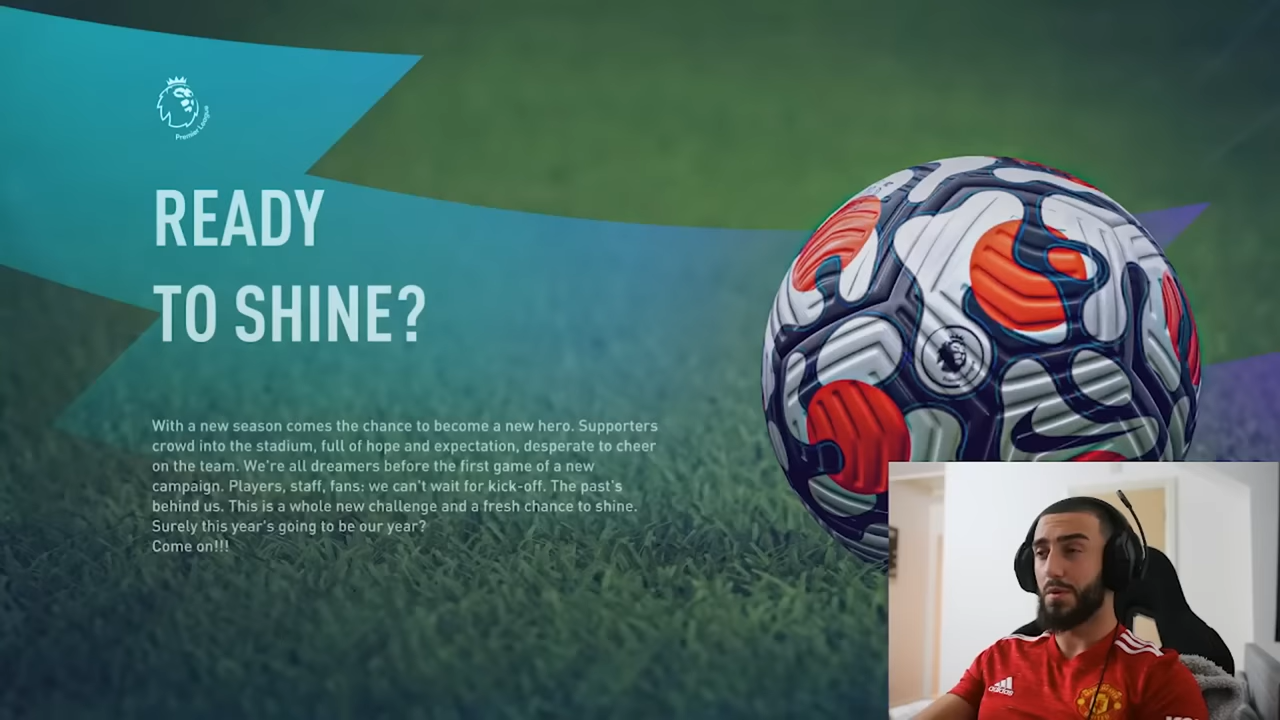 Premier League
READY
TO SHINE?
With a new season comes the chance to become a new hero. Supporters
crowd into the stadium, full of hope and expectation, desperate to cheer
on the team. We're all dreamers before the first game of a new
campaign. Players, staff, fans: we can't wait for kick-off. The past's
behind us. This is a whole new challenge and a fresh chance to shine.
Surely this year's going to be our year?
Come on!!!
adidas